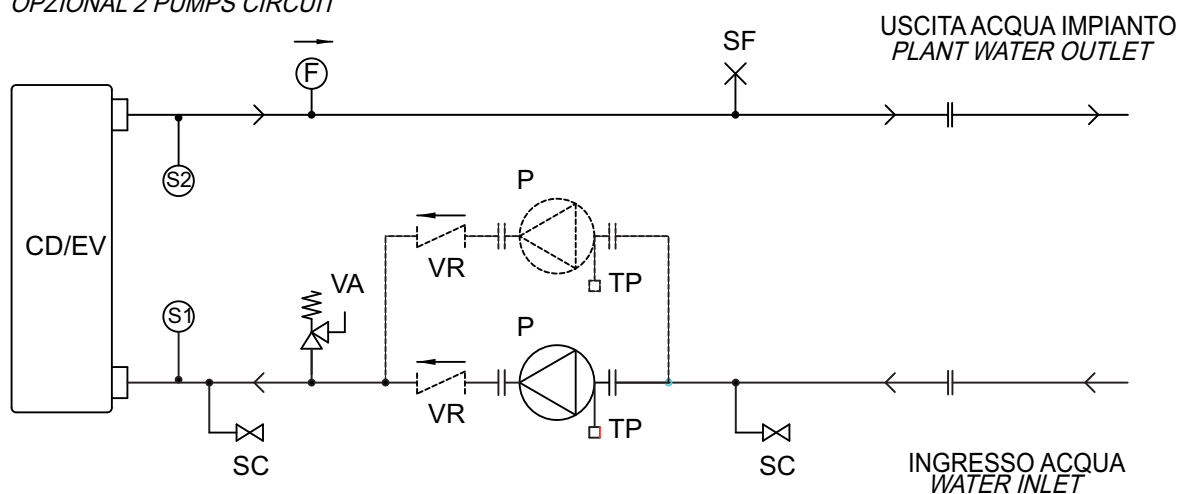 OPZIONAL 2 PUMPS CIRCUIT
USCITA ACQUA IMPIANTO
PLANT WATER OUTLET
SF
F
S2
P
CD/EV
VR
TP
VA
S1
P
VR
TP
SC
SC
INGRESSO ACQUA
WATER INLET